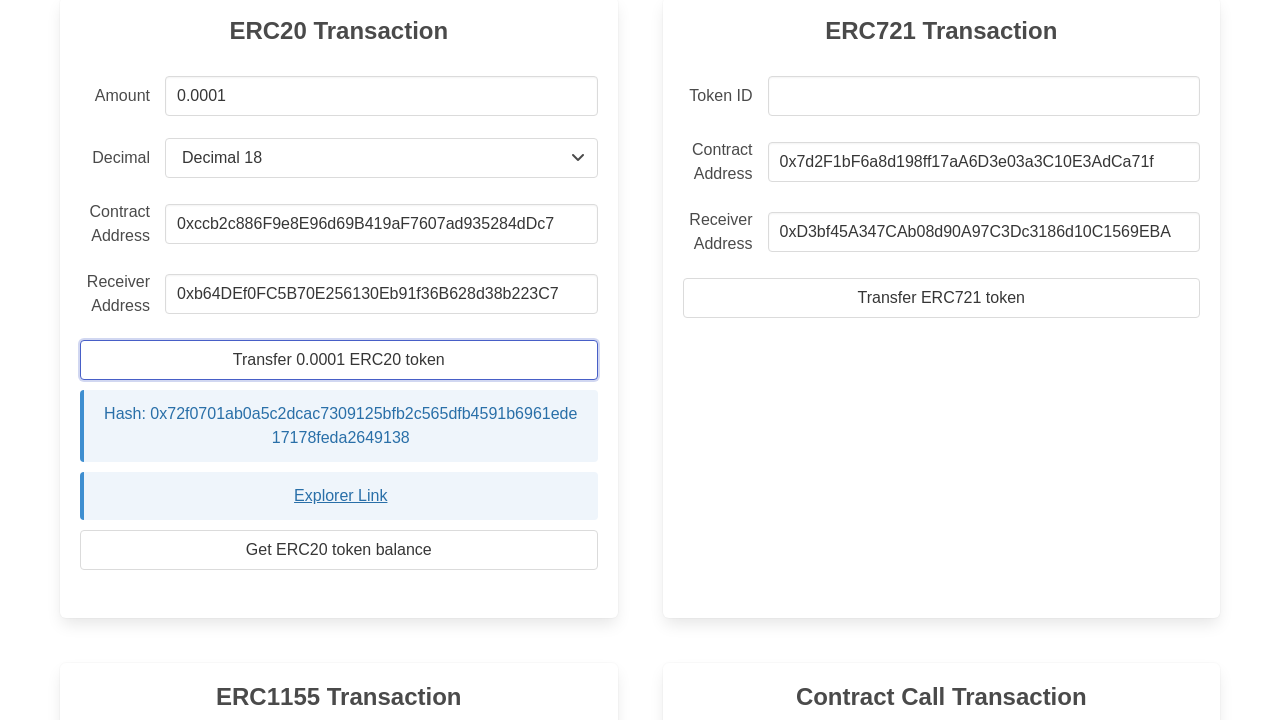 ERC20 Transaction
Amount
0.0001
Decimal
Decimal 18
Contract
Address
0xccb2c886F9e8E96d69B419aF7607ad935284dDc7
Receiver
Address
0xb64DEf0FC5B70E256130Eb91f36B628d38b223C7
Transfer 0.0001 ERC20 token
Hash: 0x72f0701ab0a5c2dcac7309125bfb2c565dfb4591b6961ede
17178feda2649138
Explorer Link
Get ERC20 token balance
ERC721 Transaction
Token ID
Contract
Address
0x7d2F1bF6a8d198ff17aA6D3e03a3C10E3AdCa71f
Receiver
Address
0xD3bf45A347CAb08d90A97C3Dc3186d10C1569EBA
Transfer ERC721 token
ERC1155 Transaction
Contract Call Transaction